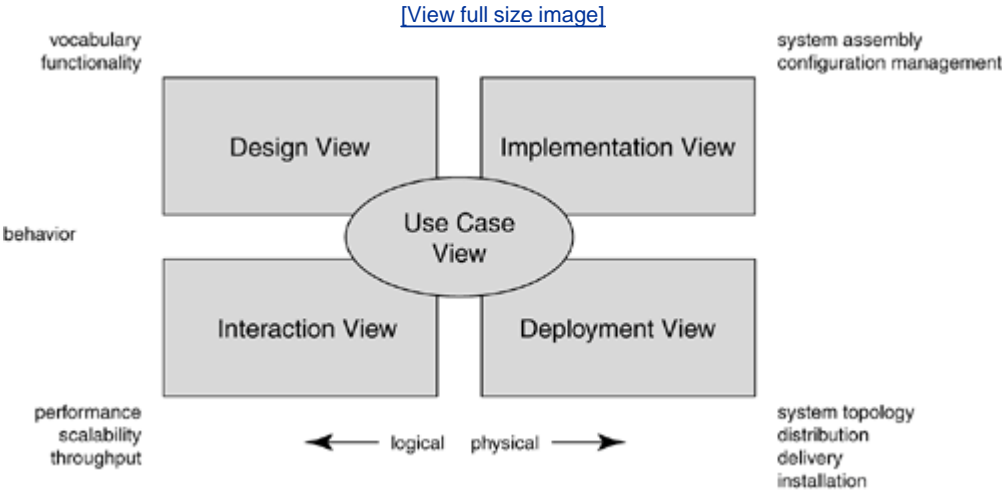 [View full size image]
vocabulary
functionality
system assembly
configuration management
Design View
Implementation View
Use Case
View
behavior
Interaction View
Deployment View
performance
scalability
throughput
logical physical
system topology
distribution
delivery
installation